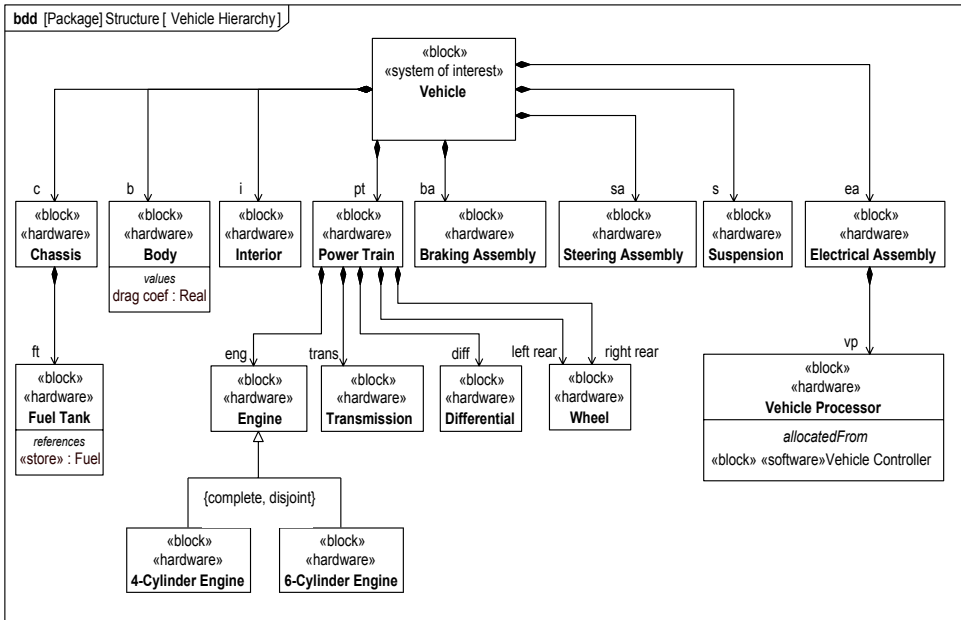 bdd [Package] Structure [ Vehicle Hierarchy]
«block»
«system of interest»
Vehicle
c
b
i
pt
ba
sa
s
ea
«block»
«hardware»
Chassis
«block»
«hardware»
Body
values
drag coef : Real
«block»
«hardware»
Interior
«block»
«hardware»
Power Train
«block»
«hardware»
Braking Assembly
«block»
«hardware»
Steering Assembly
«block»
«hardware»
Suspension
«block»
«hardware»
Electrical Assembly
ft
eng
trans
diff
left rear
right rear
vp
«block»
«hardware»
Fuel Tank
references
«store» : Fuel
«block»
«hardware»
Engine
«block»
«hardware»
Transmission
«block»
«hardware»
Differential
«block»
«hardware»
Wheel
«block»
«hardware»
Vehicle Processor
allocatedFrom
«block» «software»Vehicle Controller
{complete, disjoint}
«block»
«hardware»
4-Cylinder Engine
«block»
«hardware»
6-Cylinder Engine